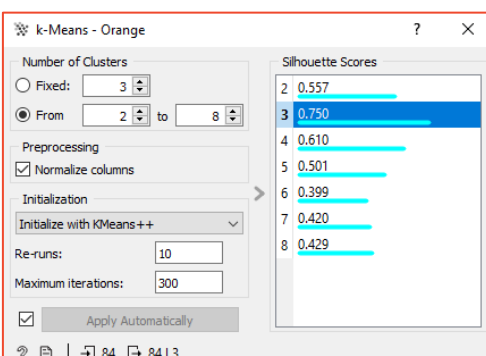 k-Means - Orange ? ×
Number of Clusters
Fixed: 3
From 2 to 8
Preprocessing
Normalize columns
Initialization
Initialize with KMeans++
Re-runs: 10
Maximum iterations: 300
Apply Automatically
? 84 84 | 3
Silhouette Scores
2 0.557
3 0.750
4 0.610
5 0.501
6 0.399
7 0.420
8 0.429